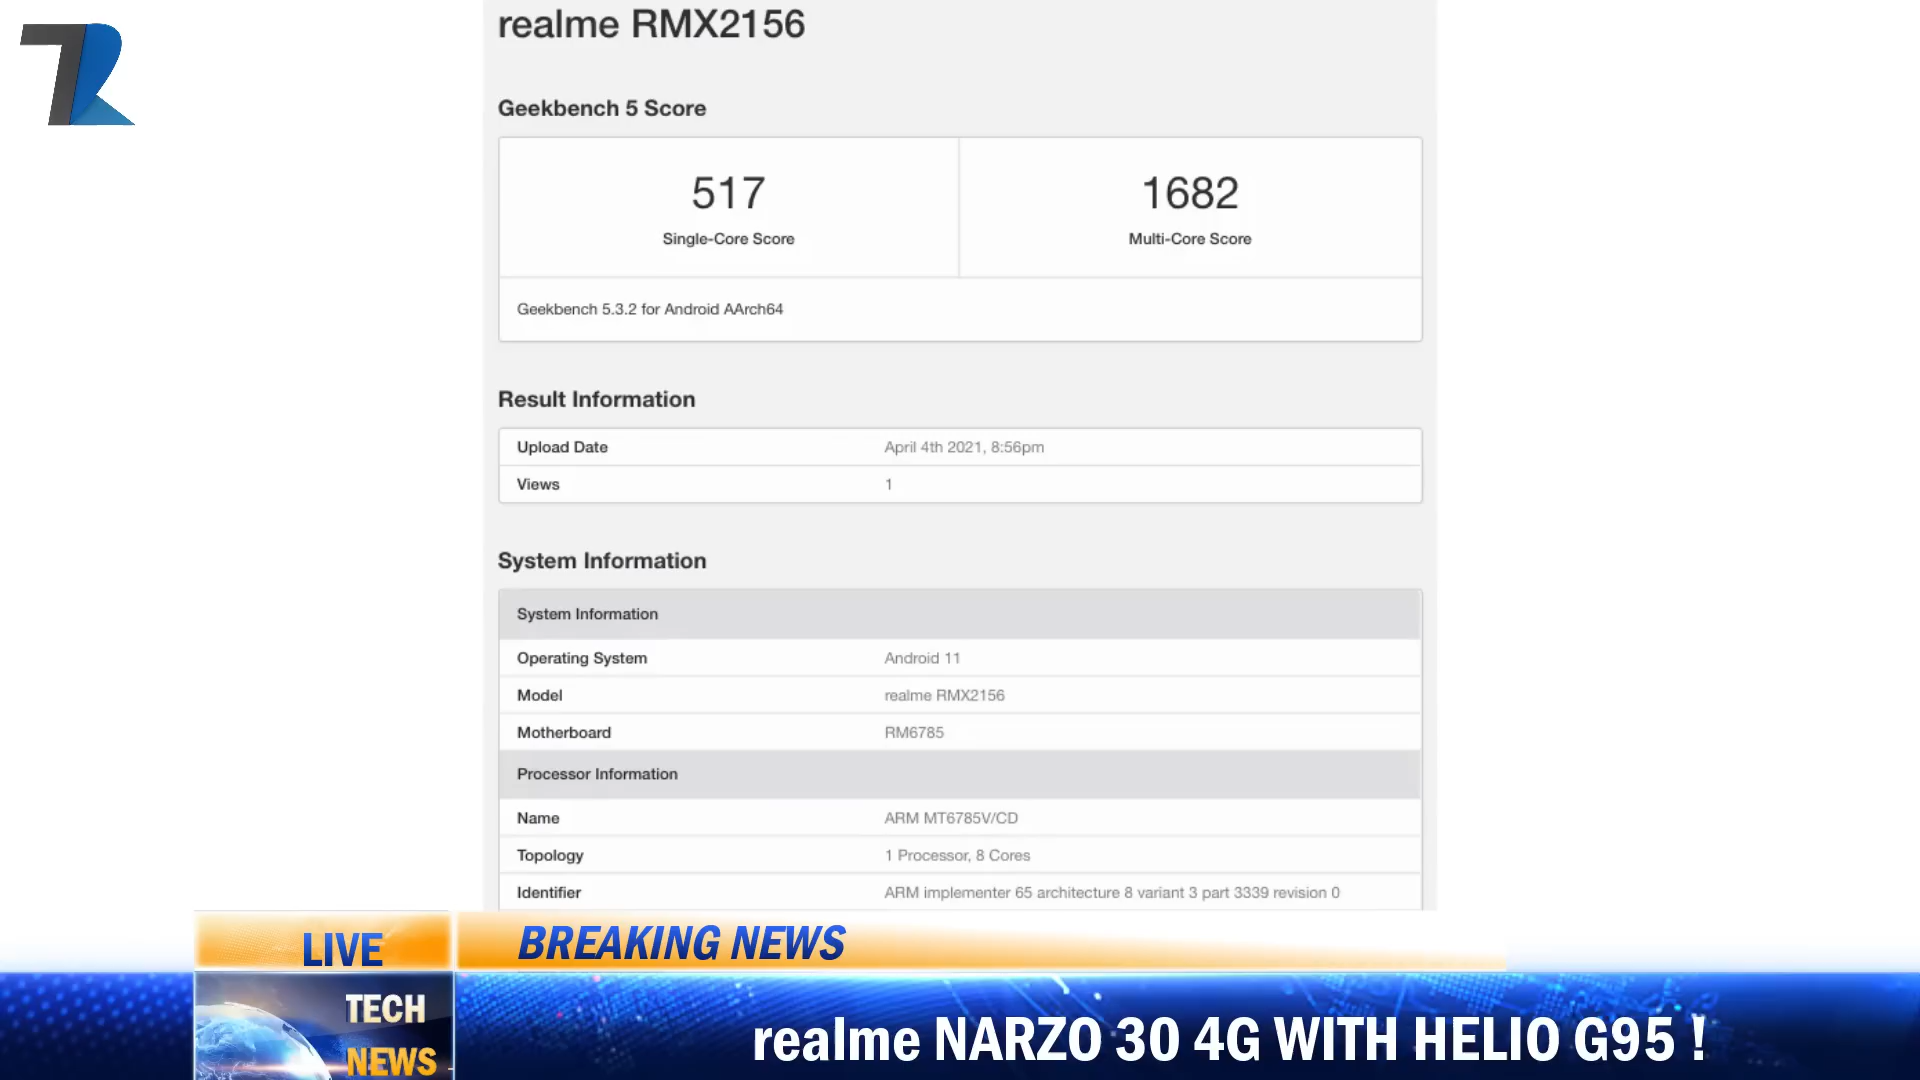 realme RMX2156
Geekbench 5 Score
517
Single-Core Score
1682
Multi-Core Score
Geekbench 5.3.2 for Android AArch64
Result Information
Upload Date April 4th 2021, 8:56pm
Views 1
System Information
System Information
Operating System Android 11
Model realme RMX2156
Motherboard RM6785
Processor Information
Name ARM MT6785V/CD
Topology 1 Processor, 8 Cores
Identifier ARM implementer 65 architecture 8 variant 3 part 3339 revision 0
LIVE
BREAKING NEWS
TECH
NEWS
realme NARZO 30 4G WITH HELIO G95 !